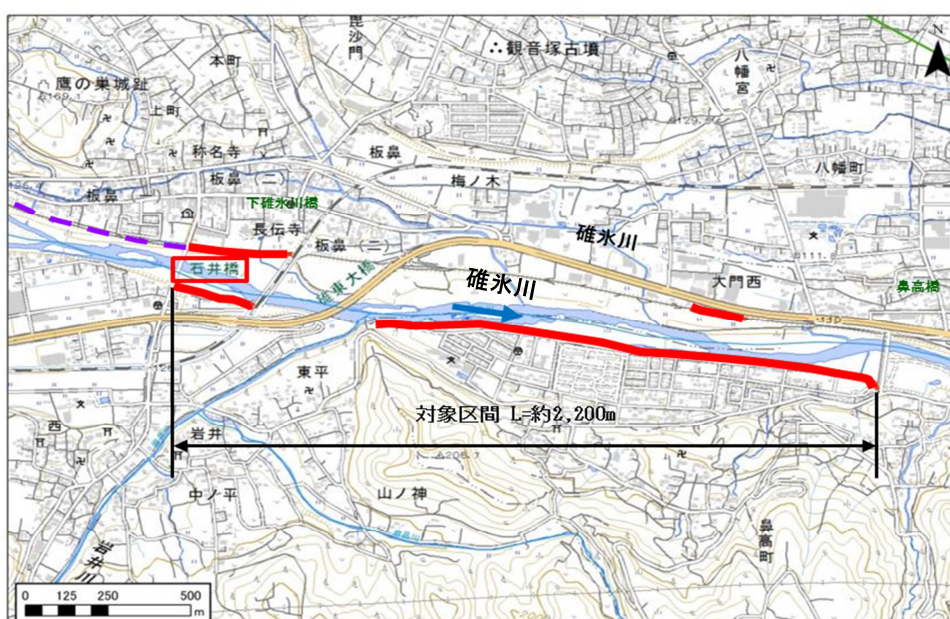 毘沙門
∴観音塚古墳
本町
八幡宮
鷹の巣城趾
上町
称名寺
板鼻
板鼻（二
八幡町
梅ノ木
板鼻
下碓氷川橋
長伝寺
板鼻（二）
碓氷川
石井橋
碓東大橋
碓氷川
大門西
鼻高橋
東平
対象区間 L=約2,200m
西
岩井
中ノ平
山ノ神
鼻高町
0 125 250 500
m